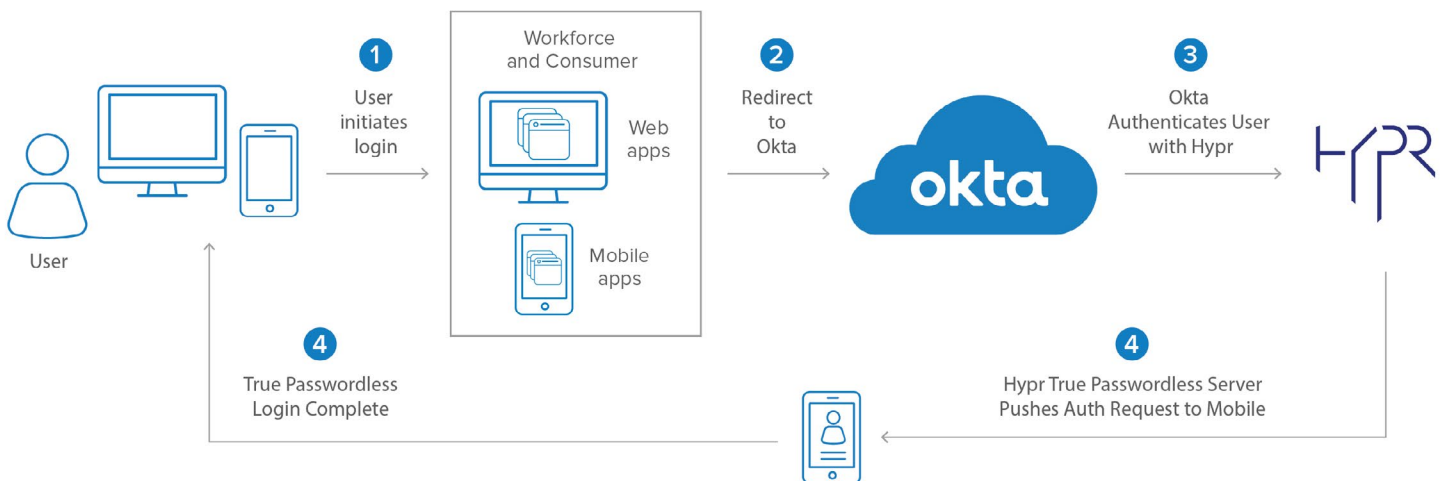 1
User
initiates
login
Workforce
and Consumer
Web
apps
Mobile
apps
2
Redirect
to
Okta
okta
3
Okta
Authenticates User
with Hypr
HYPR
User
4
True Passwordless
Login Complete
4
Hypr True Passwordless Server
Pushes Auth Request to Mobile